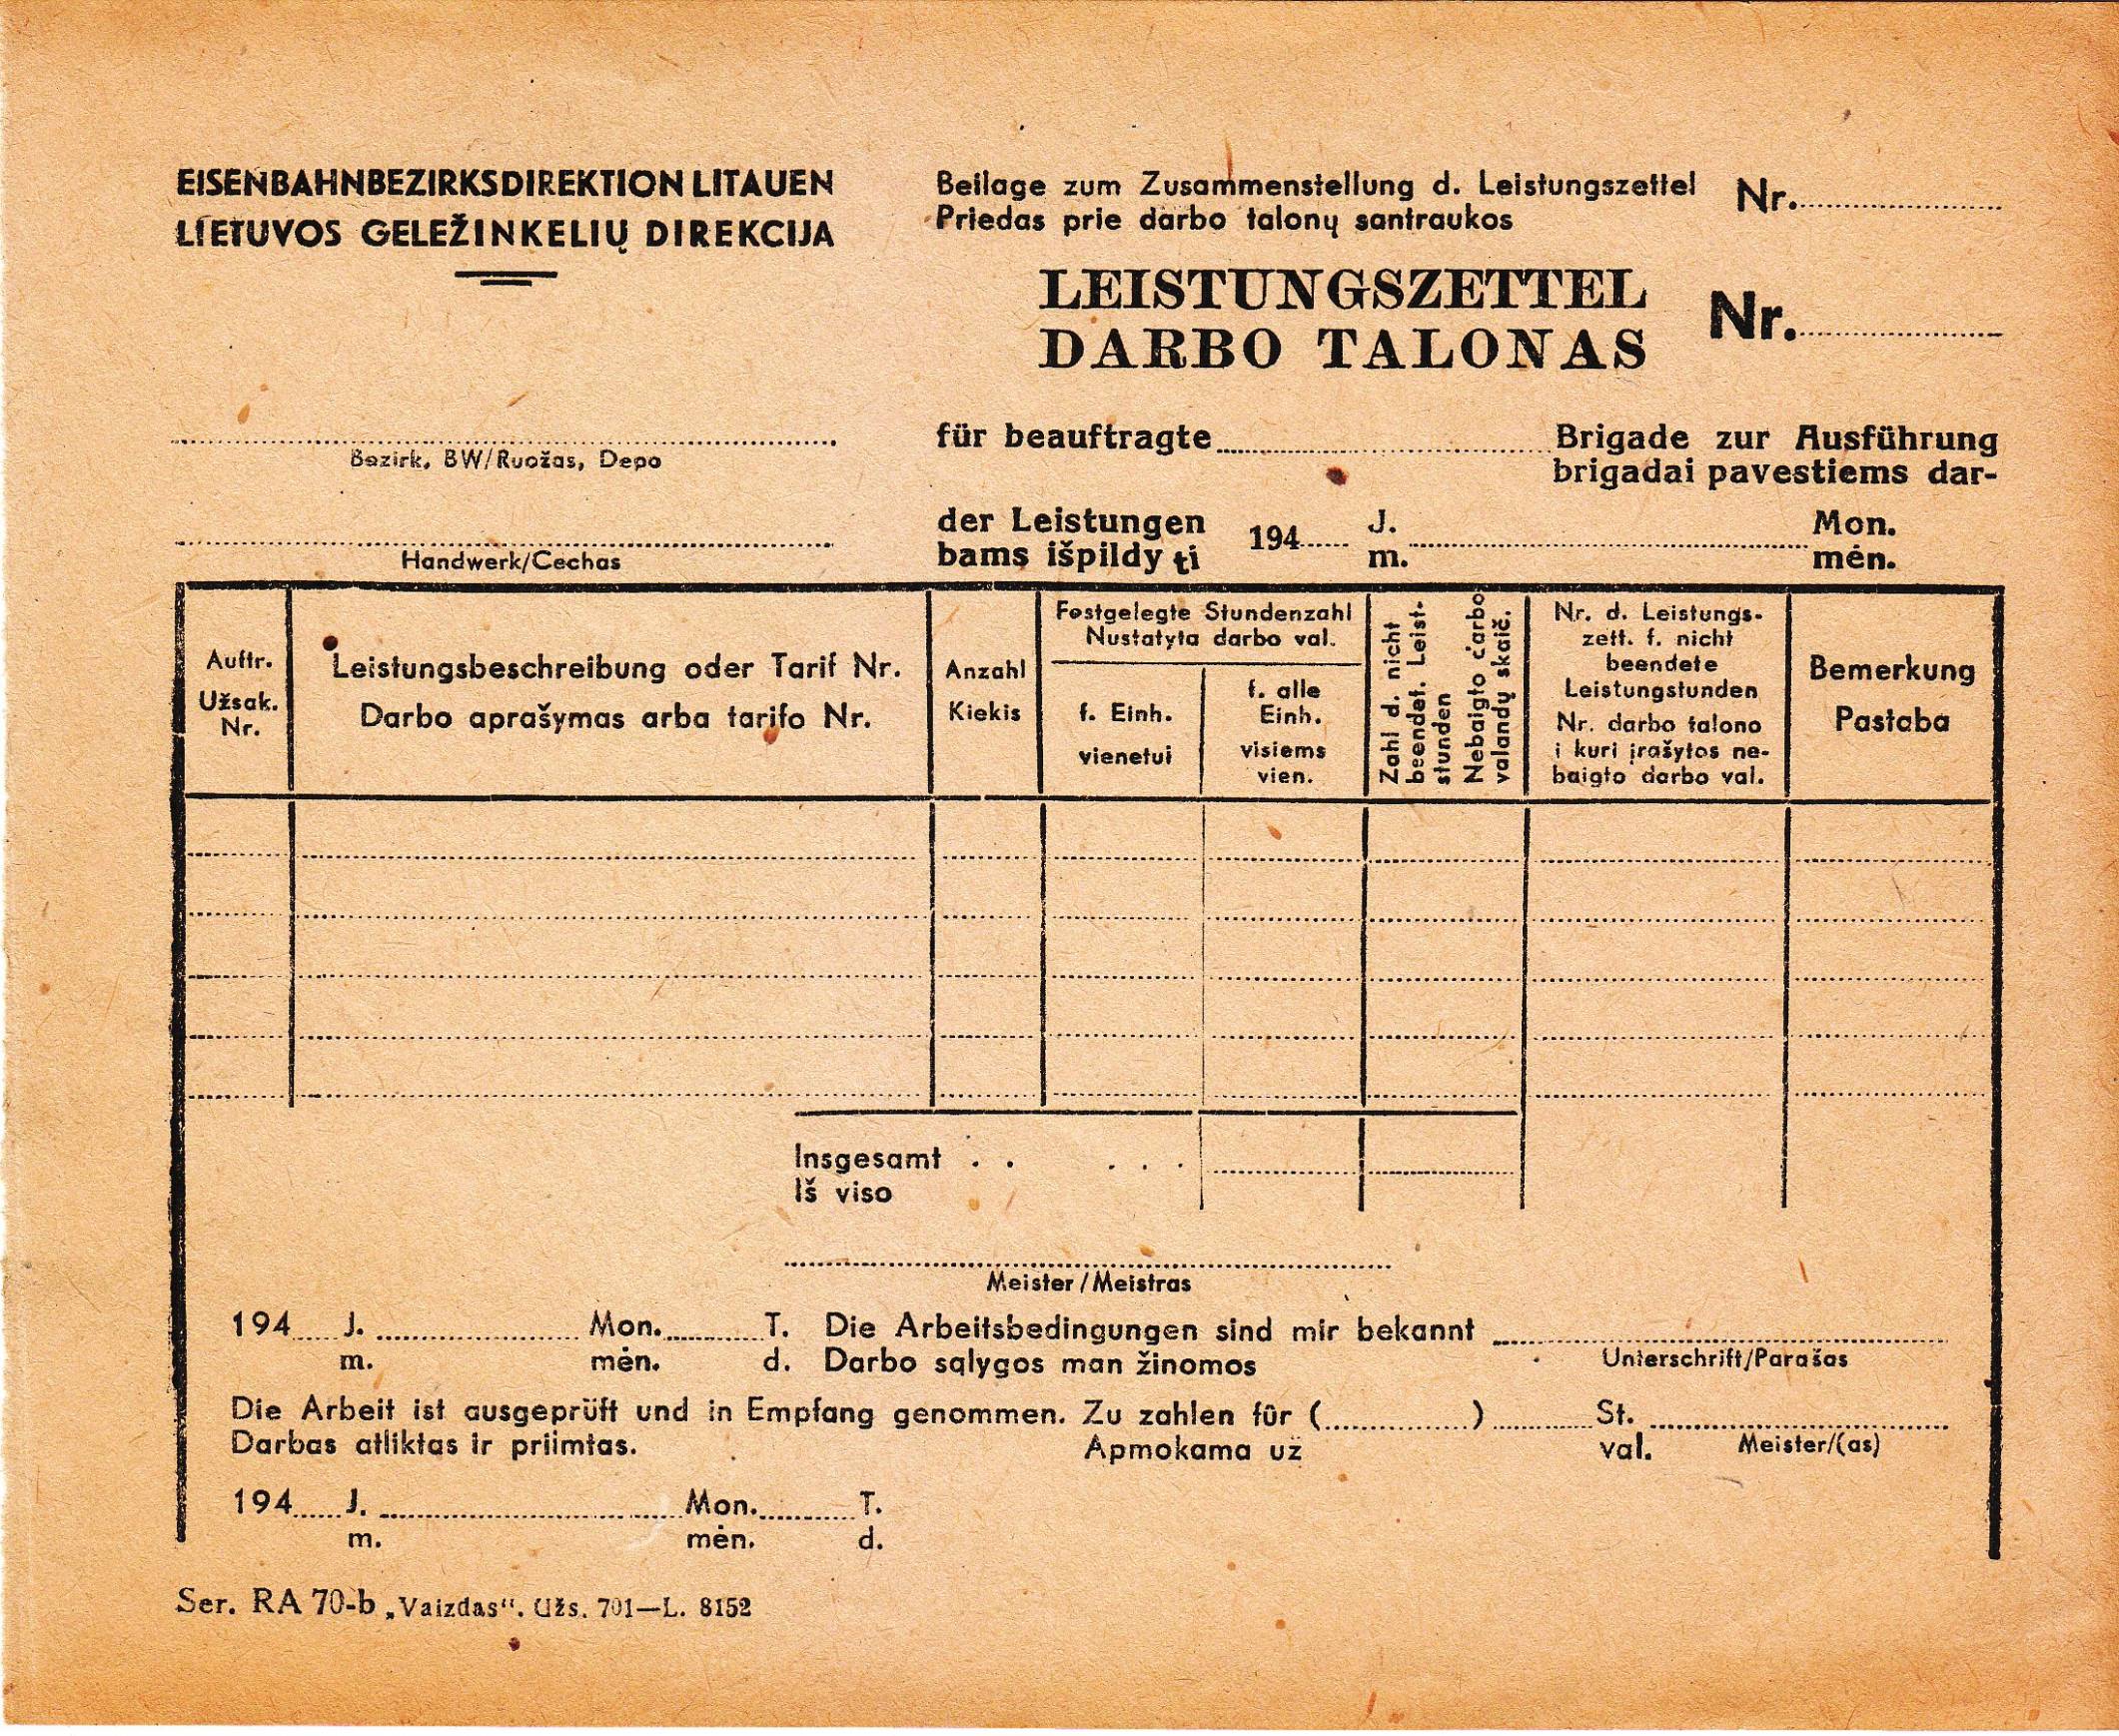 EISENBAHNBEZIRKSDIREKTION LITAUEN
LIETUVOS GELEŽINKELIŲ DIREKCIJA
Beilage zum Zusammenstellung d. Leistungszettel Nr.
Priedas prie darbo talonų santraukos
LEISTUNGSZETTEL
DARBO TALONAS
Nr.
für beauftragte Brigade zur Ausführung
brigadai pavestiems dar-
Bezirk, BW/Ruožas, Depo
der Leistungen 194 J. Mon.
bams išpildyti m. mėn.
Handwerk/Cechas
Auftr.
Užsak.
Nr.
Leistungsbeschreibung oder Tarif Nr.
Darbo aprašymas arba tarifo Nr.
Anzahl
Kiekis
Festgelegte Stundenzahl
Nustatyta darbo val.
f. Einh.
vienetui
f. alle
Einh.
visiems
vien.
Zahl d. nicht
beendet. Leist-
stunden
Nebaigto darbo
valandų skaič.
Nr. d. Leistungs-
zett. f. nicht
beendete
Leistungstunden
Nr. darbo talono
i kuri įrašytos ne-
baigto darbo val.
Bemerkung
Pastaba
Insgesamt . . . . .
Iš viso
Meister/Meistras
194 J. Mon. T. Die Arbeitsbedingungen sind mir bekannt
m. mėn. d. Darbo sąlygos man žinomos Unterschrift/Parašas
Die Arbeit ist ausgeprüft und in Empfang genommen. Zu zahlen für ( ) St.
Darbas atliktas ir priimtas. Apmokama už val. Meister/(as)
194 J. Mon. T.
m. mėn. d.
Ser. RA 70-b „Vaizdas“. Užs. 701—L. 8152